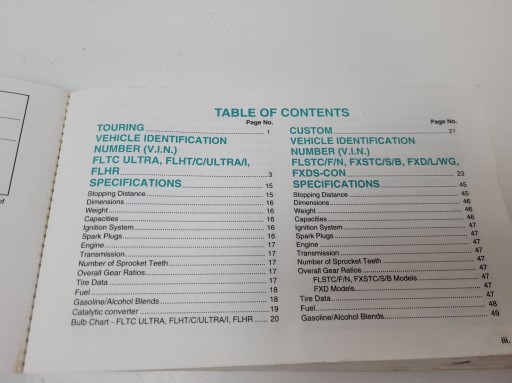 TABLE OF CONTENTS
Page No.
TOURING 1
VEHICLE IDENTIFICATION
NUMBER (V.I.N.)
FLTC ULTRA, FLHT/C/ULTRA/I,
FLHR 3
SPECIFICATIONS 15
Stopping Distance 15
Dimensions 16
Weight 16
Capacities 16
Ignition System 16
Spark Plugs 16
Engine 17
Transmission 17
Number of Sprocket Teeth 17
Overall Gear Ratios 17
Tire Data 17
Fuel 18
Gasoline/Alcohol Blends 18
Catalytic converter 19
Bulb Chart - FLTC ULTRA, FLHT/C/ULTRA/I, FLHR 20
Page No.
CUSTOM 21
VEHICLE IDENTIFICATION
NUMBER (V.I.N.)
FLSTC/F/N, FXSTC/S/B, FXD/L/WG,
FXDS-CON 23
SPECIFICATIONS 45
Stopping Distance 45
Dimensions 46
Weight 46
Capacities 46
Ignition System 47
Spark Plugs 47
Engine 47
Transmission 47
Number of Sprocket Teeth 47
Overall Gear Ratios 47
FLSTC/F/N, FXSTC/S/B Models 47
FXD Models 47
Tire Data 47
Fuel 48
Gasoline/Alcohol Blends 49
iii.